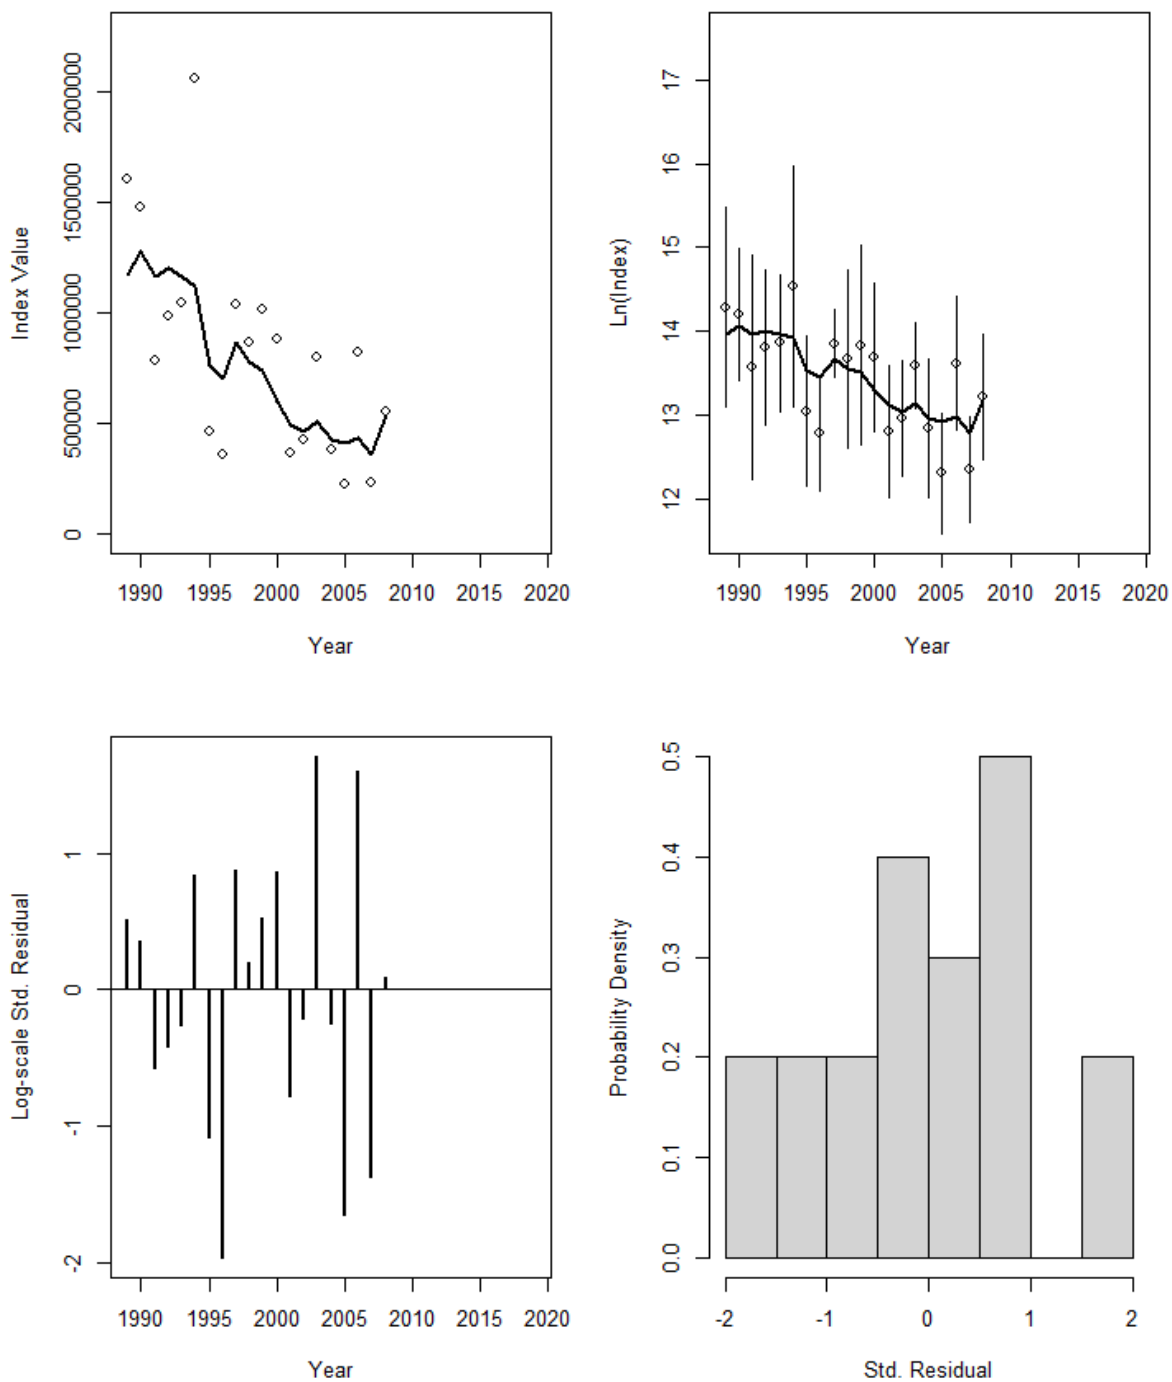 Index Value
2000000
1500000
1000000
500000
0
1990 1995 2000 2005 2010 2015 2020
Year
Ln(Index)
17
16
15
14
13
12
1990 1995 2000 2005 2010 2015 2020
Year
Log-scale Std. Residual
1
0
-1
-2
1990 1995 2000 2005 2010 2015 2020
Year
Probability Density
0.5
0.4
0.3
0.2
0.1
0.0
-2 -1 0 1 2
Std. Residual